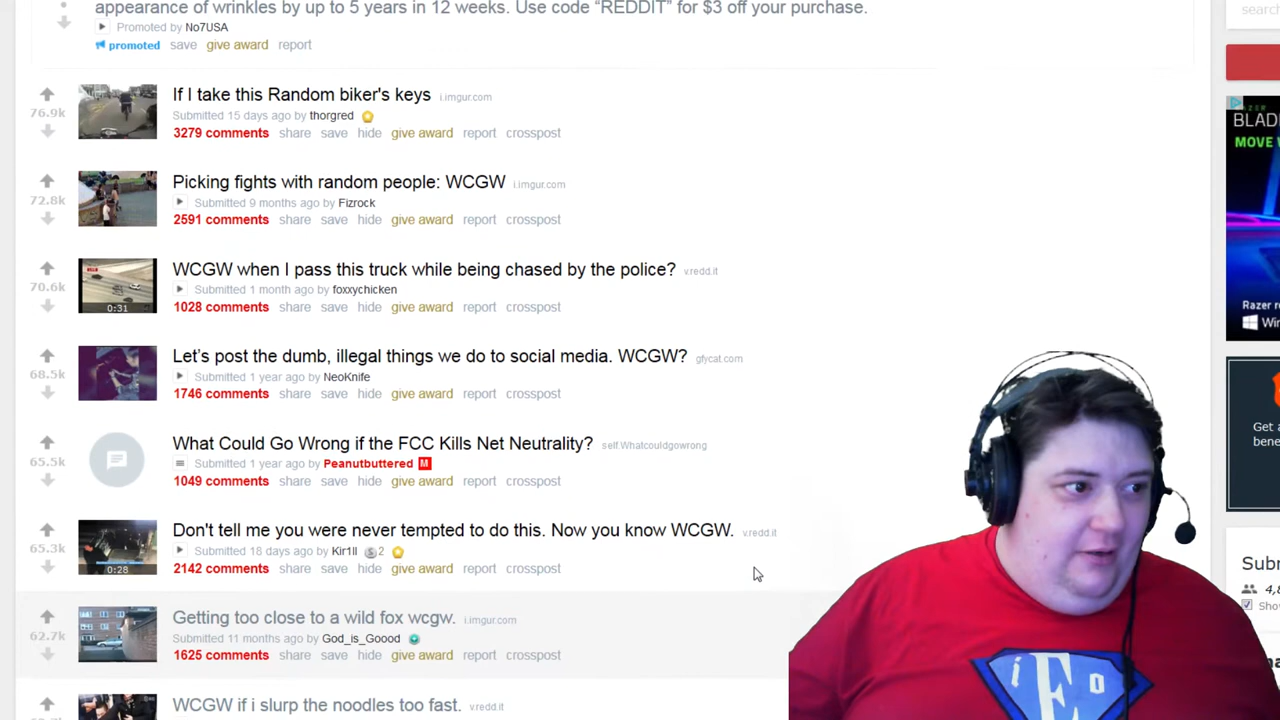 appearance of wrinkles by up to 5 years in 12 weeks. Use code “REDDIT” for $3 off your purchase.
Promoted by No7USA
promoted save give award report
search
76.9k
If I take this Random biker's keys i.imgur.com
Submitted 15 days ago by thorgred
3279 comments share save hide give award report crosspost
72.8k
Picking fights with random people: WCGW i.imgur.com
Submitted 9 months ago by Fizrock
2591 comments share save hide give award report crosspost
70.6k
0:31
WCGW when I pass this truck while being chased by the police? v.redd.it
Submitted 1 month ago by foxxychicken
1028 comments share save hide give award report crosspost
68.5k
Let’s post the dumb, illegal things we do to social media. WCGW? gfycat.com
Submitted 1 year ago by NeoKnife
1746 comments share save hide give award report crosspost
65.5k
What Could Go Wrong if the FCC Kills Net Neutrality? self.Whatcouldgowrong
Submitted 1 year ago by Peanutbuttered M
1049 comments share save hide give award report crosspost
65.3k
0:28
Don't tell me you were never tempted to do this. Now you know WCGW. v.redd.it
Submitted 18 days ago by Kir1ll 2
2142 comments share save hide give award report crosspost
62.7k
Getting too close to a wild fox wcgw. i.imgur.com
Submitted 11 months ago by God_is_Goood
1625 comments share save hide give award report crosspost
WCGW if i slurp the noodles too fast. v.redd.it
BLAD
MOVE
Razer
Win
Get a
bene
Subm
4,8
Show
i E O